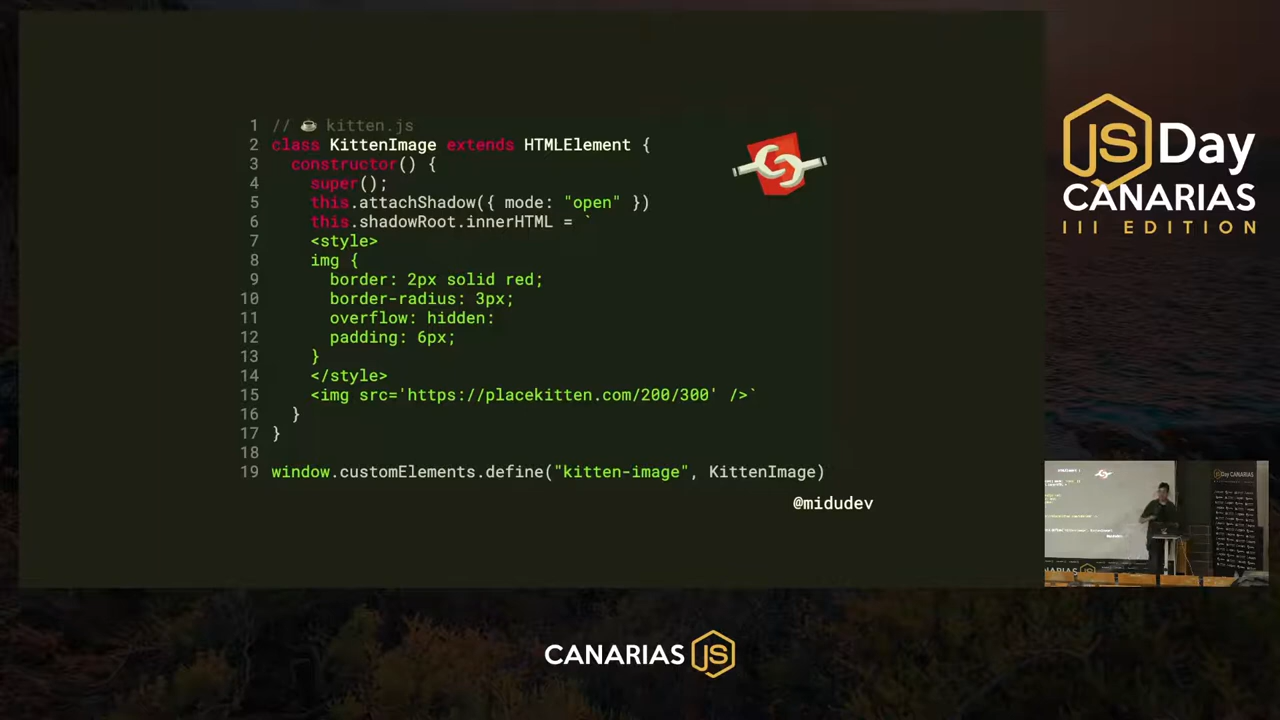 1 // ☕ kitten.js
2 class KittenImage extends HTMLElement {
3 constructor() {
4 super();
5 this.attachShadow({ mode: "open" })
6 this.shadowRoot.innerHTML = `
7 <style>
8 img {
9 border: 2px solid red;
10 border-radius: 3px;
11 overflow: hidden:
12 padding: 6px;
13 }
14 </style>
15 <img src='https://placekitten.com/200/300' />`
16 }
17 }
18
19 window.customElements.define("kitten-image", KittenImage)
@midudev
JS Day
CANARIAS
III EDITION
JS Day CANARIAS
CANARIAS JS